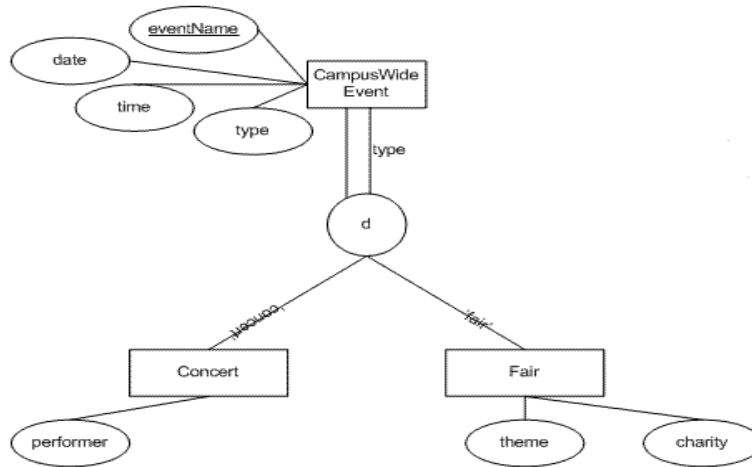 eventName
date
CampusWide
Event
time
type
type
d
'concert'
'fair'
Concert
Fair
performer
theme
charity